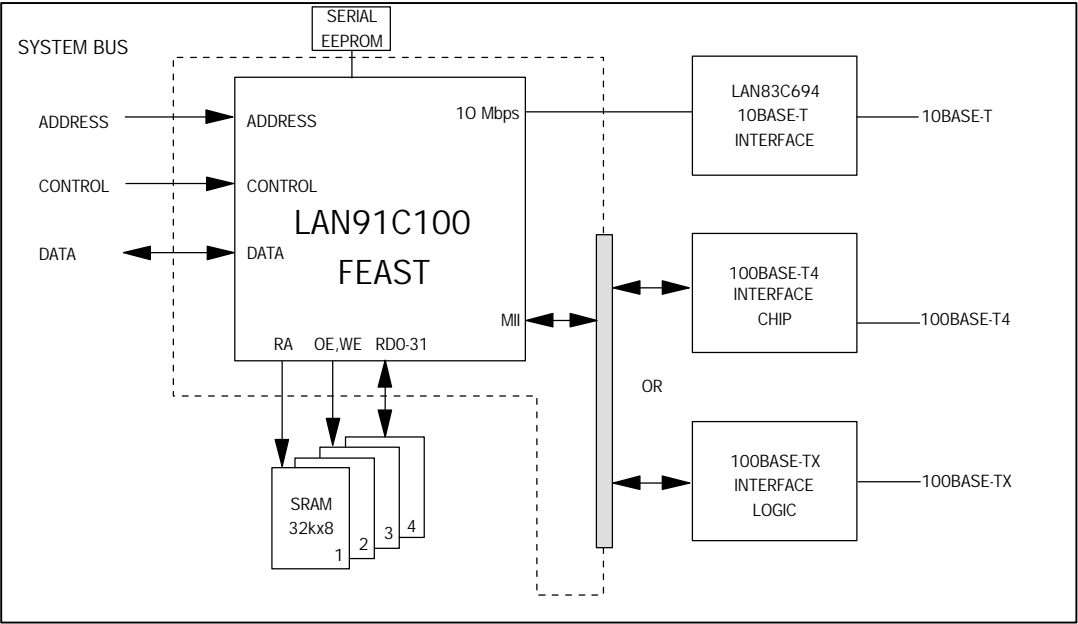 SERIAL
EEPROM
SYSTEM BUS
ADDRESS
CONTROL
DATA
ADDRESS
CONTROL
DATA
10 Mbps
LAN91C100
FEAST
MII
RA
OE,WE
RD0-31
SRAM
32kx8
1
2
3
4
LAN83C694
10BASE-T
INTERFACE
10BASE-T
100BASE-T4
INTERFACE
CHIP
100BASE-T4
OR
100BASE-TX
INTERFACE
LOGIC
100BASE-TX